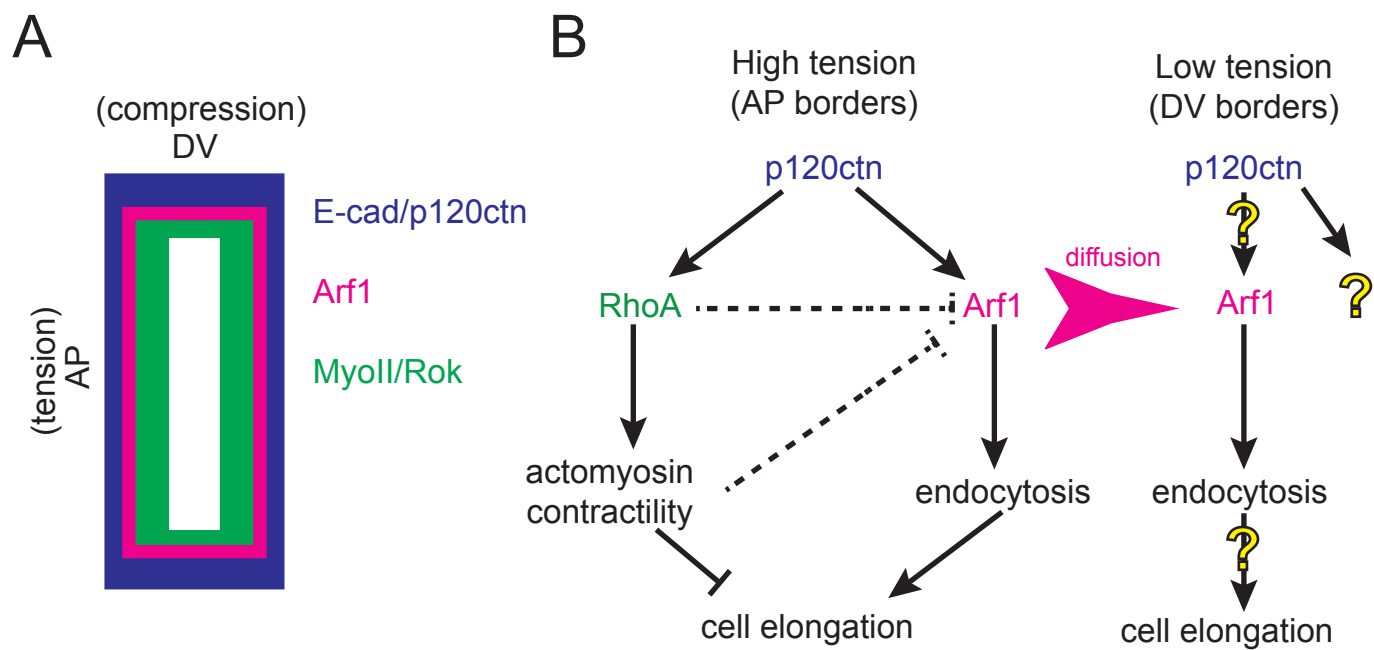 A
(compression)
DV
(tension)
AP
E-cad/p120ctn
Arf1
MyoII/Rok
B
High tension
(AP borders)
p120ctn
RhoA
Arf1
actomyosin
contractility
endocytosis
cell elongation
diffusion
Low tension
(DV borders)
p120ctn
?
?
Arf1
endocytosis
?
cell elongation